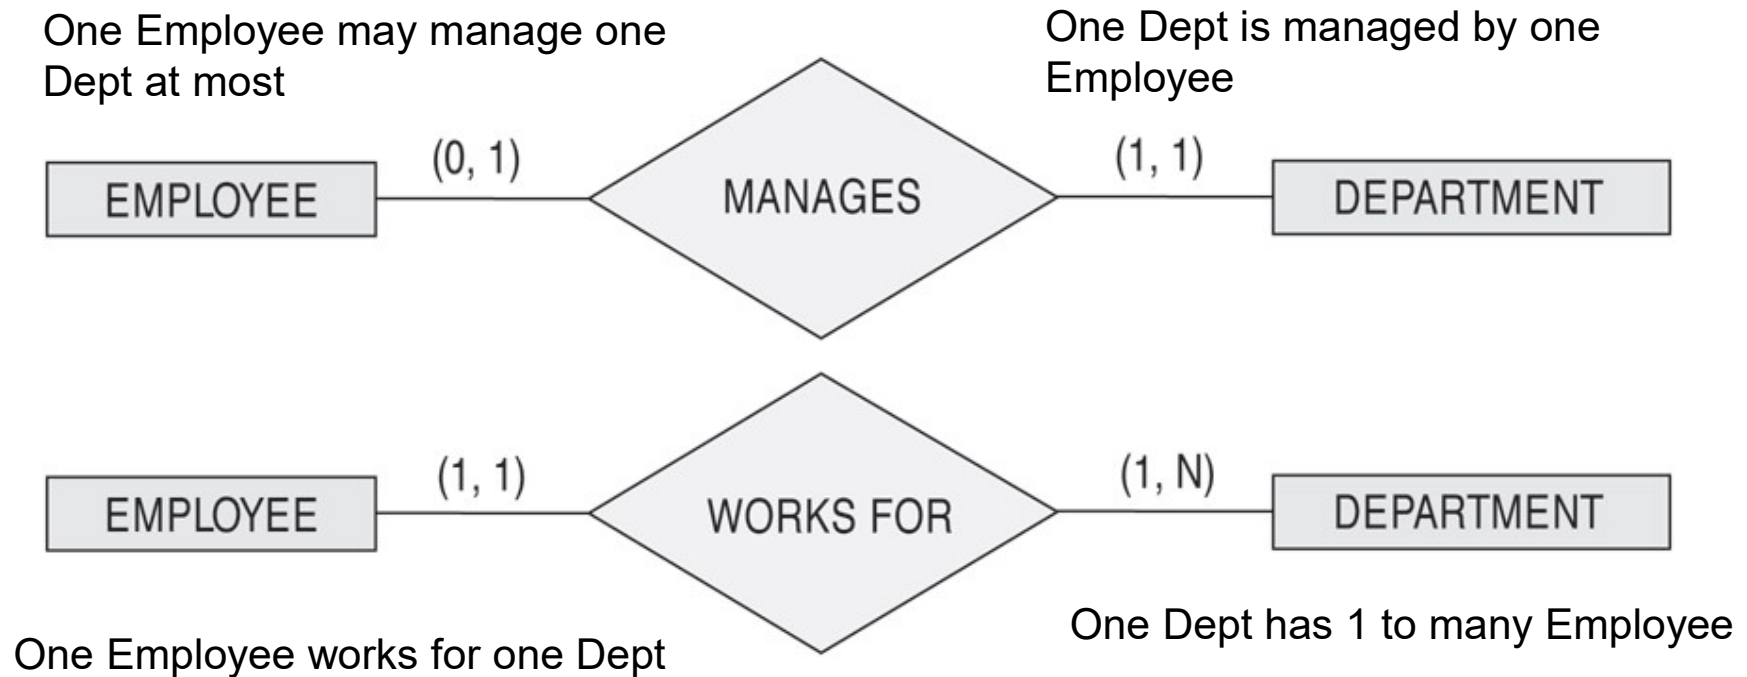 One Employee may manage one
Dept at most
One Dept is managed by one
Employee
(0, 1)
(1, 1)
EMPLOYEE
MANAGES
DEPARTMENT
(1, 1)
(1, N)
EMPLOYEE
WORKS FOR
DEPARTMENT
One Employee works for one Dept
One Dept has 1 to many Employee